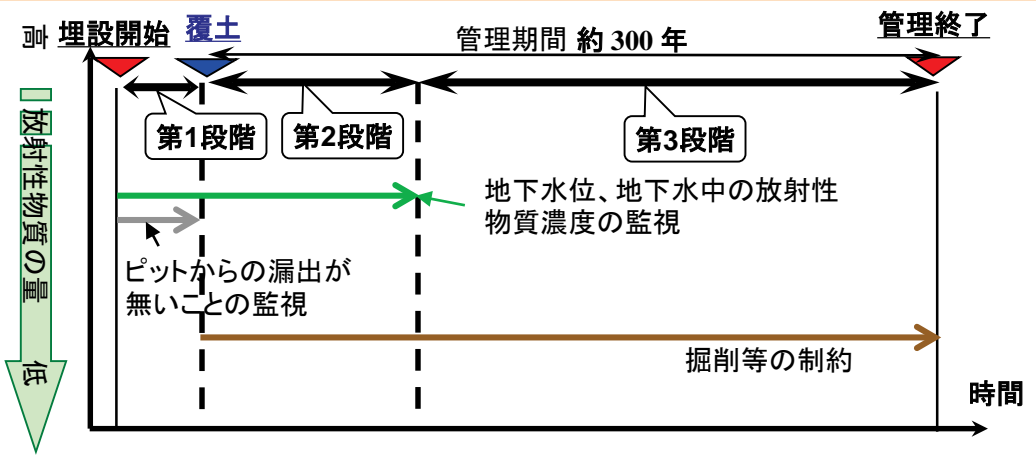 高
埋設開始
覆土
管理期間 約 300 年
管理終了
第1段階
第2段階
第3段階
放射性物質の量
低
地下水位、地下水中の放射性
物質濃度の監視
ピットからの漏出が
無いことの監視
掘削等の制約
時間